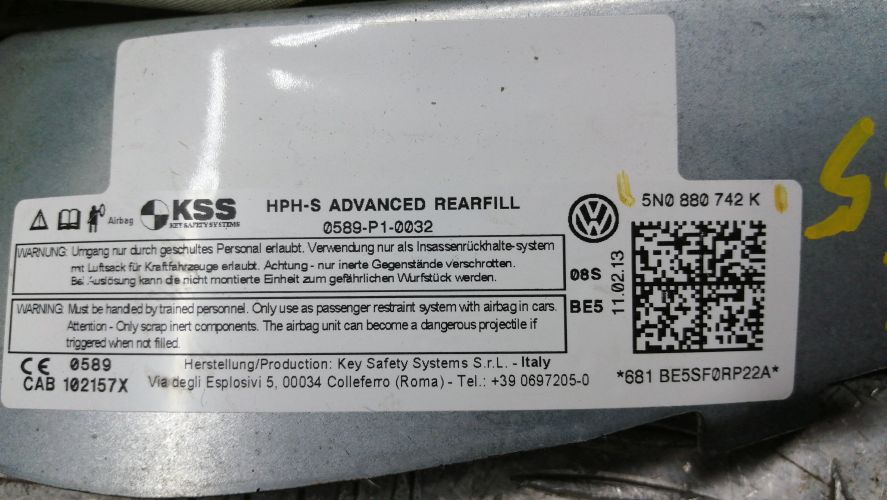 Airbag KSS KEY SAFETY SYSTEMS
HPH-S ADVANCED REARFILL
0589-P1-0032
WARNUNG: Umgang nur durch geschultes Personal erlaubt. Verwendung nur als Insassenrückhalte-system
mit Luftsack für Kraftfahrzeuge erlaubt. Achtung - nur inerte Gegenstände verschrotten.
Bei Auslösung kann die nicht montierte Einheit zum gefährlichen Wurfstück werden.
WARNING: Must be handled by trained personnel. Only use as passenger restraint system with airbag in cars.
Attention - Only scrap inert components. The airbag unit can become a dangerous projectile if
triggered when not filled.
CE 0589
CAB 102157X
Herstellung/Production: Key Safety Systems S.r.L. - Italy
Via degli Esplosivi 5, 00034 Colleferro (Roma) - Tel.: +39 0697205-0
VW
08S
BE5
11.02.13
5N0 880 742 K
*681 BE5SF0RP22A*